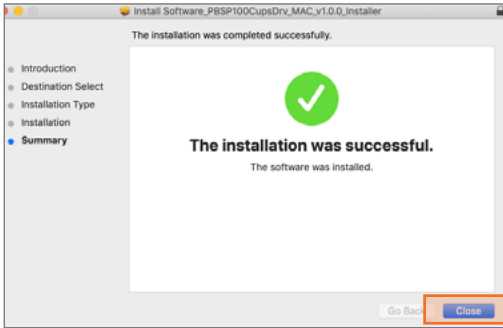 Install Software_PBSP100CupsDrv_MAC_v1.0.0_Installer
The installation was completed successfully.
Introduction
Destination Select
Installation Type
Installation
Summary
The installation was successful.
The software was installed.
Go Back
Close